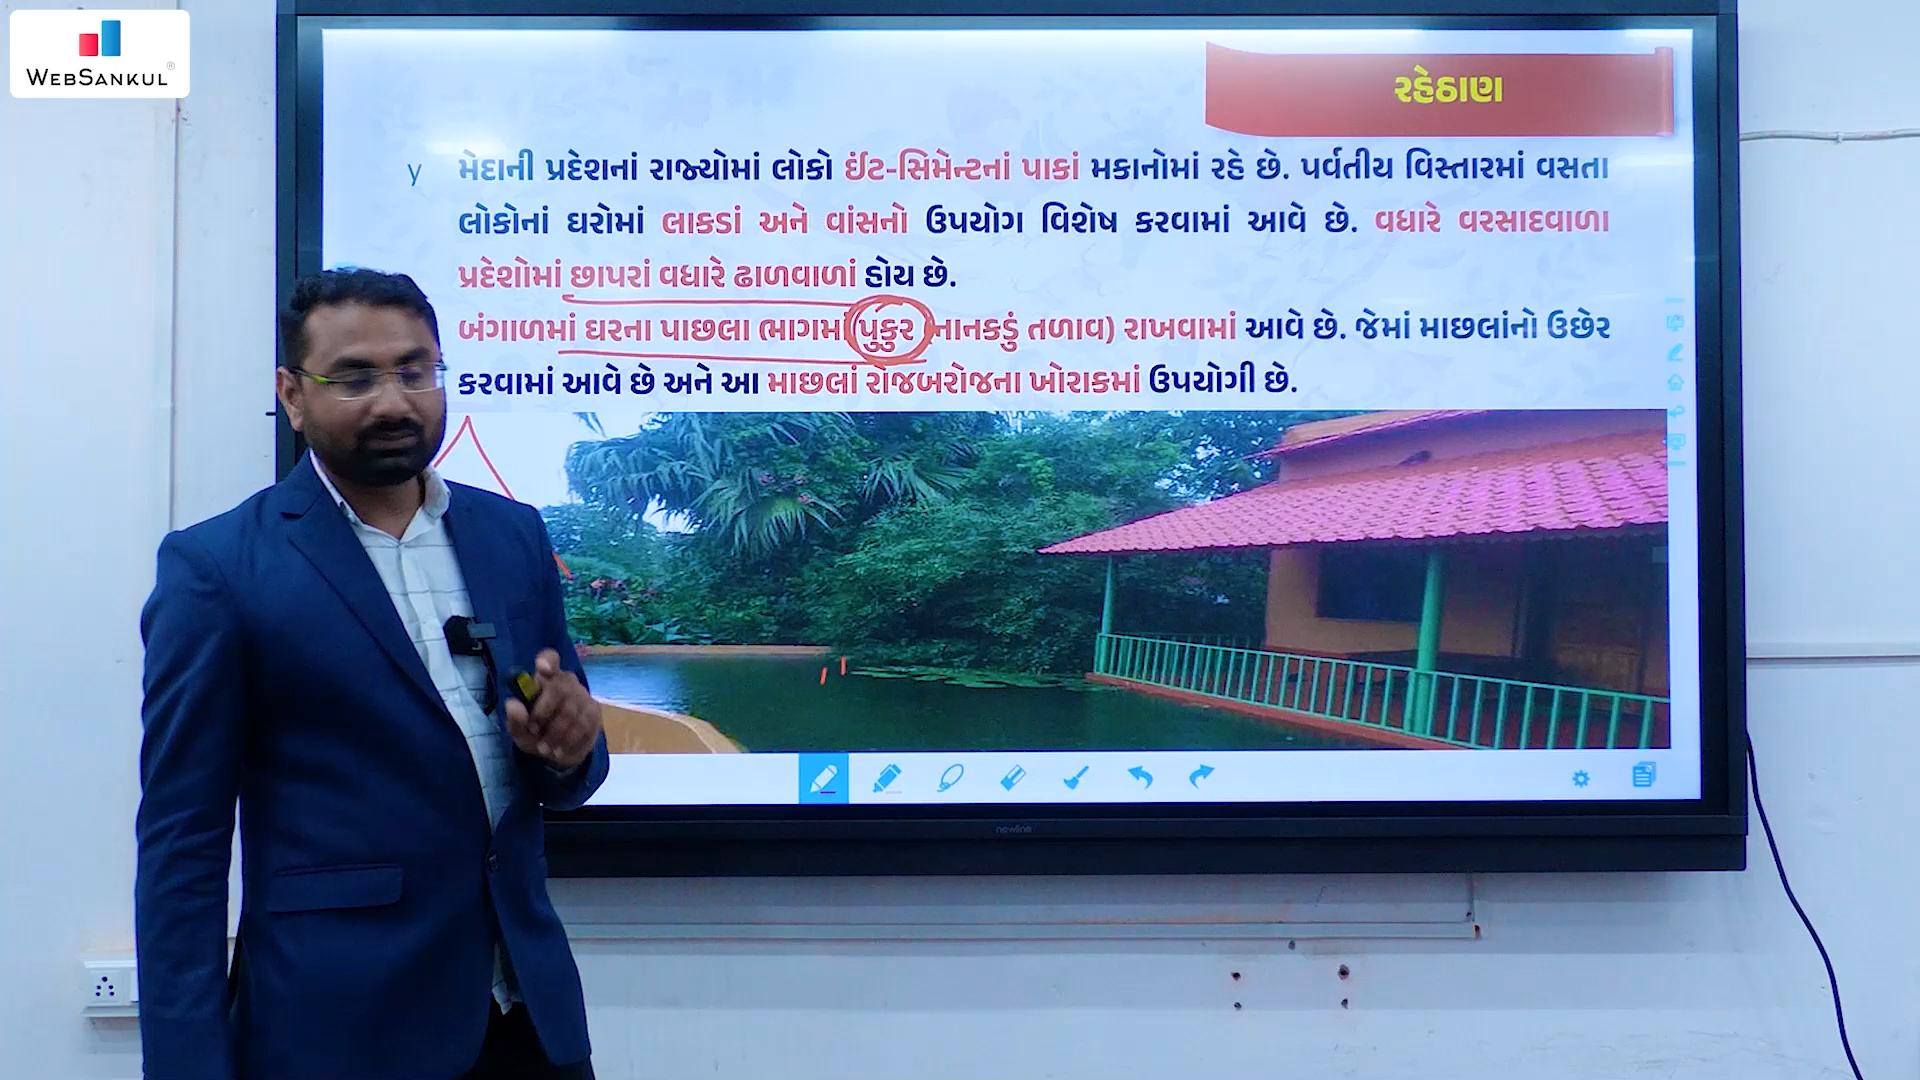 WEBSANKUL®
રહેઠાણ
y મેદાની પ્રદેશનાં રાજ્યોમાં લોકો ઈંટ-સિમેન્ટનાં પાકાં મકાનોમાં રહે છે. પર્વતીય વિસ્તારમાં વસતા
લોકોનાં ઘરોમાં લાકડાં અને વાંસનો ઉપયોગ વિશેષ કરવામાં આવે છે. વધારે વરસાદવાળા
પ્રદેશોમાં છાપરાં વધારે ઢાળવાળાં હોય છે.
બંગાળમાં ઘરના પાછલા ભાગમાં (પુકુર (નાનકડું તળાવ) રાખવામાં આવે છે. જેમાં માછલાંનો ઉછેર
કરવામાં આવે છે અને આ માછલાં રોજબરોજના ખોરાકમાં ઉપયોગી છે.
newline